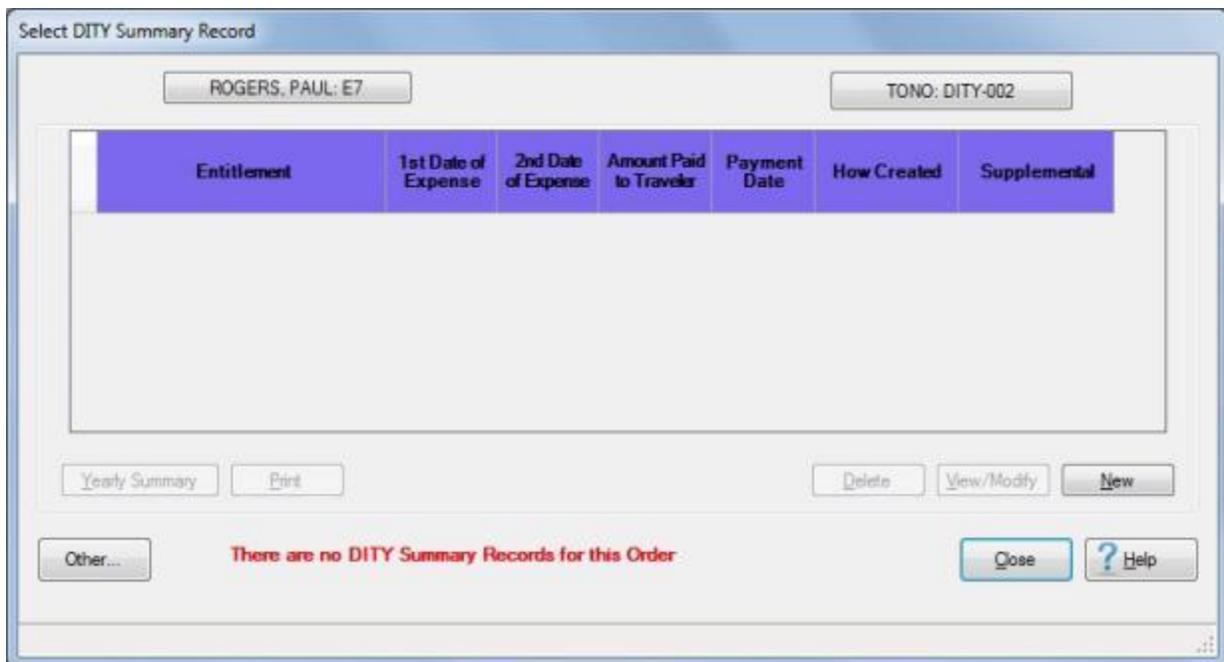 Select DITY Summary Record
ROGERS, PAUL: E7
TONO: DITY-002
Entitlement
1st Date of
Expense
2nd Date
of Expense
Amount Paid
to Traveler
Payment
Date
How Created
Supplemental
Yearly Summary
Print
Delete
View/Modify
New
Other...
There are no DITY Summary Records for this Order
Close
? Help